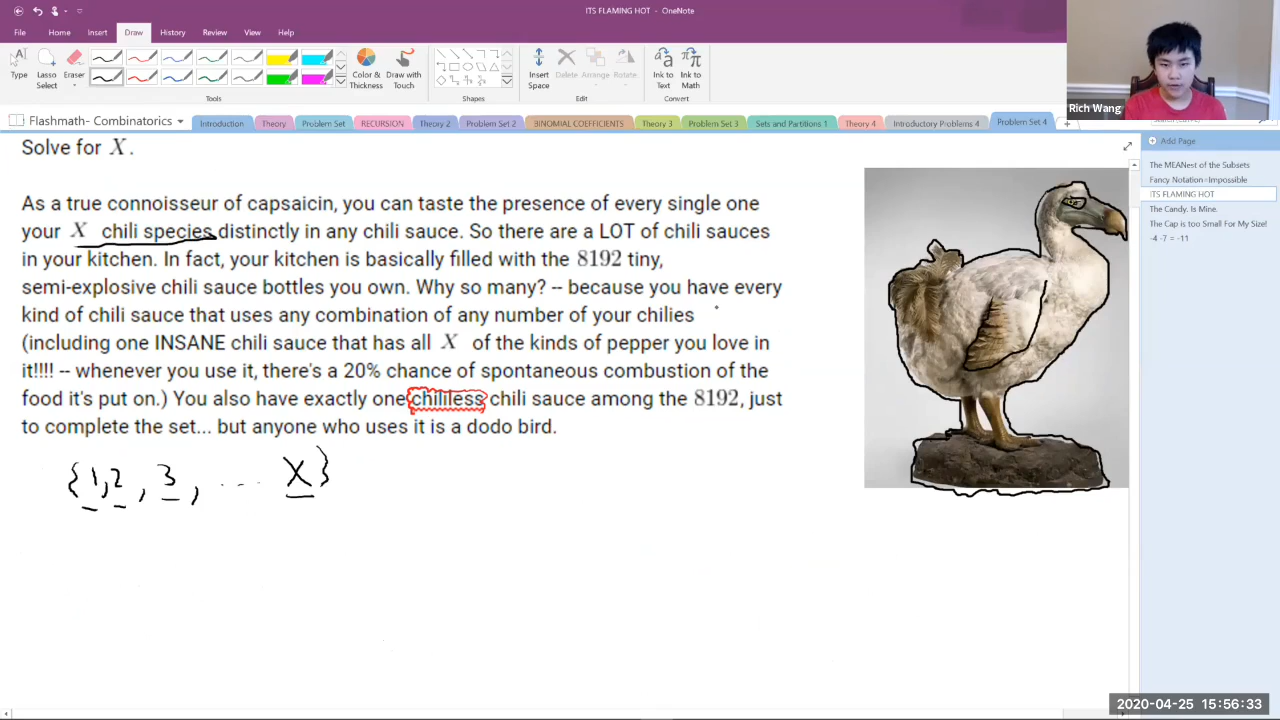 ITS FLAMING HOT - OneNote
File Home Insert Draw History Review View Help
Type Lasso Select Eraser Color & Thickness Draw with Touch Insert Space Delete Arrange Rotate Ink to Text Ink to Math
Tools Shapes Edit Convert
Rich Wang
Flashmath- Combinatorics Introduction Theory Problem Set RECURSION Theory 2 Problem Set 2 BINOMIAL COEFFICIENTS Theory 3 Problem Set 3 Sets and Partitions 1 Theory 4 Introductory Problems 4 Problem Set 4
Solve for X.
As a true connoisseur of capsaicin, you can taste the presence of every single one
your X chili species distinctly in any chili sauce. So there are a LOT of chili sauces
in your kitchen. In fact, your kitchen is basically filled with the 8192 tiny,
semi-explosive chili sauce bottles you own. Why so many? -- because you have every
kind of chili sauce that uses any combination of any number of your chilies
(including one INSANE chili sauce that has all X of the kinds of pepper you love in
it!!!! -- whenever you use it, there's a 20% chance of spontaneous combustion of the
food it's put on.) You also have exactly one chililess chili sauce among the 8192, just
to complete the set... but anyone who uses it is a dodo bird.
{1,2,3, ... X}
Add Page
The MEANest of the Subsets
Fancy Notation=Impossible
ITS FLAMING HOT
The Candy. Is Mine.
The Cap is too Small For My Size!
-4 -7 = -11
2020-04-25 15:56:33